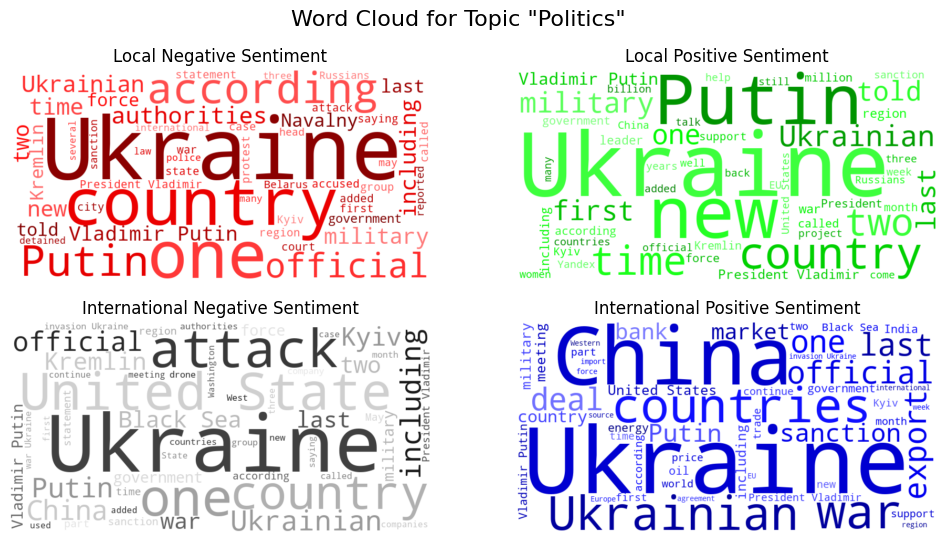 Word Cloud for Topic "Politics"
Local Negative Sentiment
statement three Russians
Ukrainian according last
time force attack
authorities Navalny saying
two several sanction international case head
Ukraine
Kremlin law war police protest may including called reported
state
President Vladimir Belarus accused group
country many added
new city Kyiv first government
told Vladimir Putin region military
detained court
Putin one official
Local Positive Sentiment
Vladimir Putin billion help still million sanction
military Putin told
government China talk region
leader one support Ukrainian
many years well three
Ukraine back EU week
added United States Russians last
including first new war President month
according called two
countries official Kremlin project
Kyiv time force country
women Yandex President Vladimir come
International Negative Sentiment
invasion Ukraine authorities force case
official region attack Kyiv
Kremlin two month
continue meeting drone Washington including President Vladimir
United State West three company
first statement Black Sea last May
Vladimir Putin war Ukraine Ukraine
countries group new saying military
State
government according called
Putin time one country
China added
used part sanction war Ukrainian companies
International Positive Sentiment
military meeting Western bank market two Black Sea India
part China one last
import invasion Ukraine
force official
deal United States continue government international
country source countries Kyiv week
energy Putin trade month
time according including sanction export
Vladimir Putin price
oil Ukraine
world EU new
Europe first agreement President Vladimir
Ukrainian war support
region